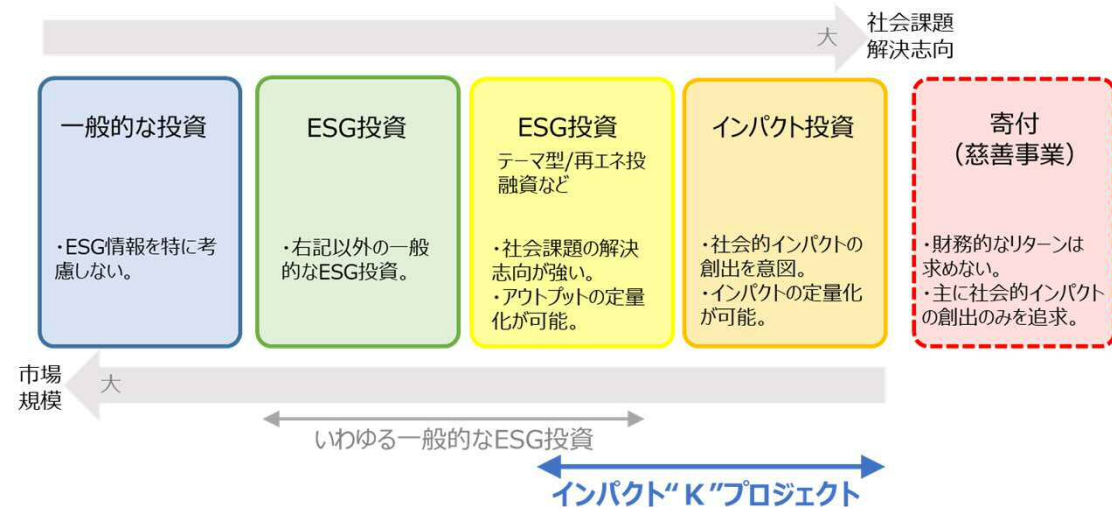 大
社会課題
解決志向
一般的な投資
・ESG情報を特に考
慮しない。
ESG投資
・右記以外の一般
的なESG投資。
ESG投資
テーマ型/再エネ投
融資など
・社会課題の解決
志向が強い。
・アウトプットの定量
化が可能。
インパクト投資
・社会的インパクトの
創出を意図。
・インパクトの定量化
が可能。
寄付
（慈善事業）
・財務的なリターンは
求めない。
・主に社会的インパクト
の創出のみを追求。
市場
規模
大
いわゆる一般的なESG投資
インパクト“K”プロジェクト